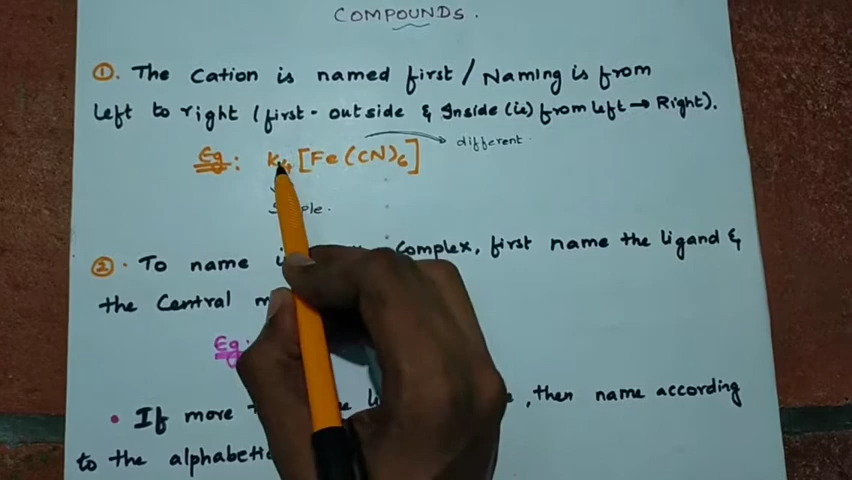 COMPOUNDS.
①. The Cation is named first/Naming is from
left to right (first - outside & Inside (is) from left → Right).
Eg: K4 [Fe(CN)6] different.
②. To name complex, first name the ligand &
the Central
Eg
• If more , then name according
to the